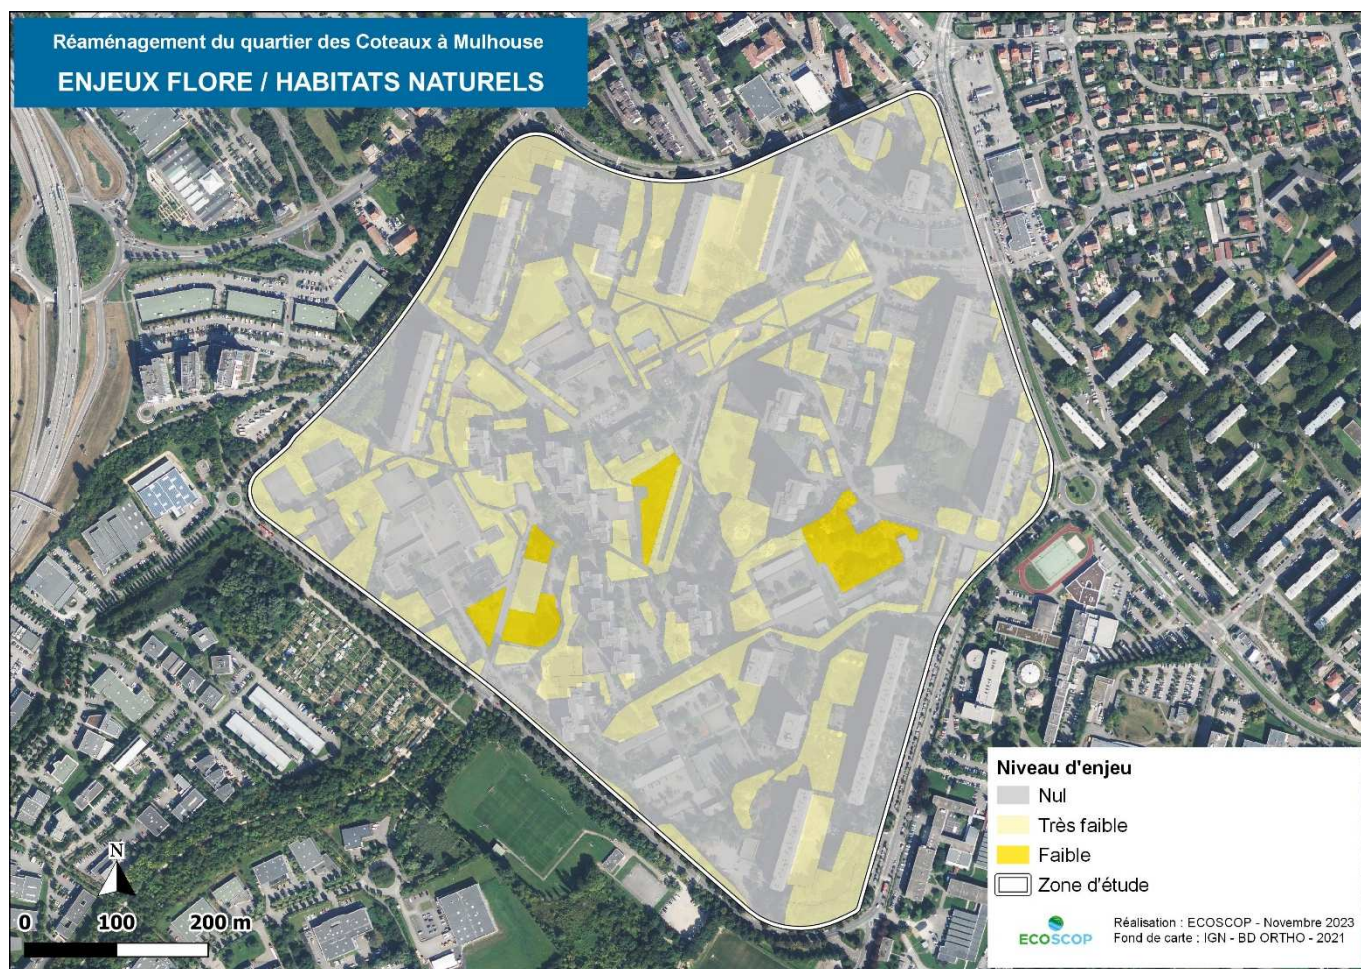 Réaménagement du quartier des Coteaux à Mulhouse
ENJEUX FLORE / HABITATS NATURELS
Niveau d'enjeu
Nul
Très faible
Faible
Zone d'étude
N
0 100 200 m
ECOSCOP
Réalisation : ECOSCOP - Novembre 2023
Fond de carte : IGN - BD ORTHO - 2021